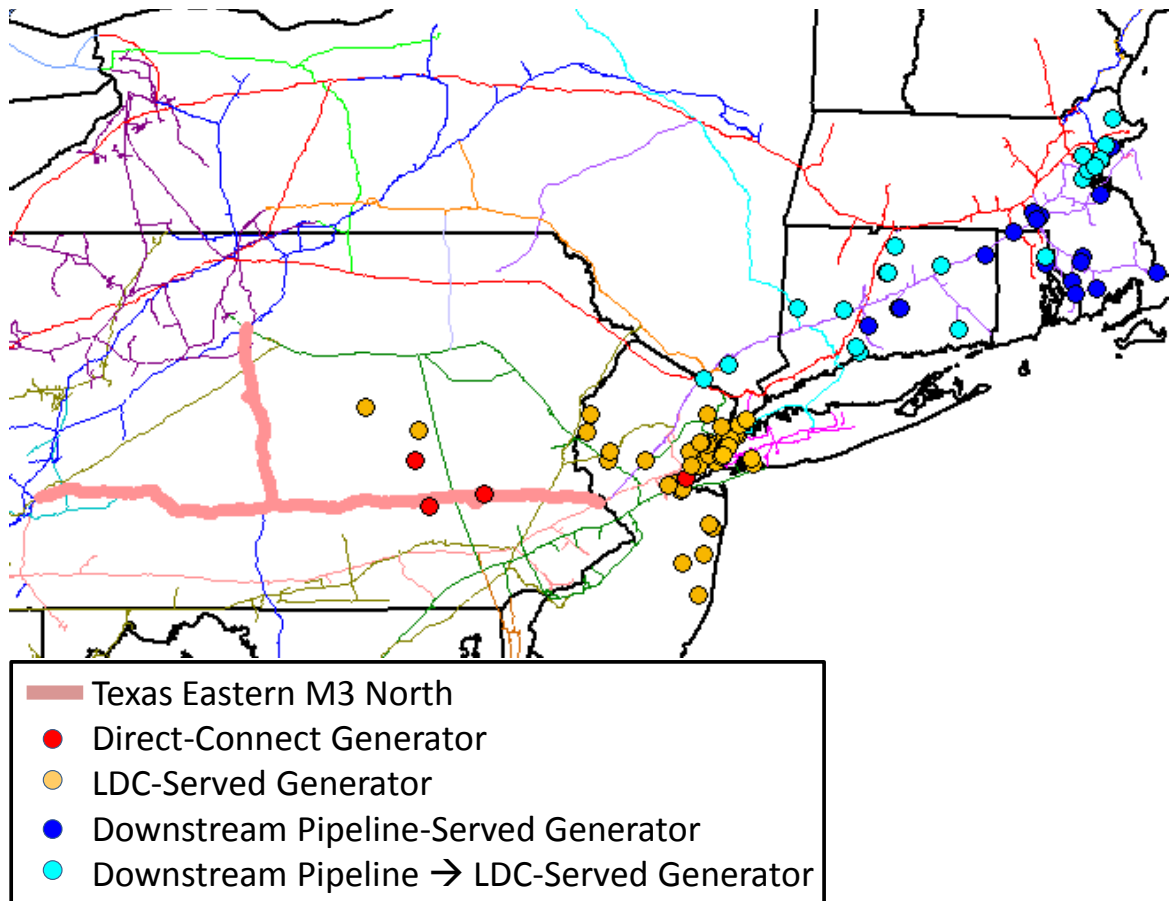 Texas Eastern M3 North
Direct-Connect Generator
LDC-Served Generator
Downstream Pipeline-Served Generator
Downstream Pipeline → LDC-Served Generator